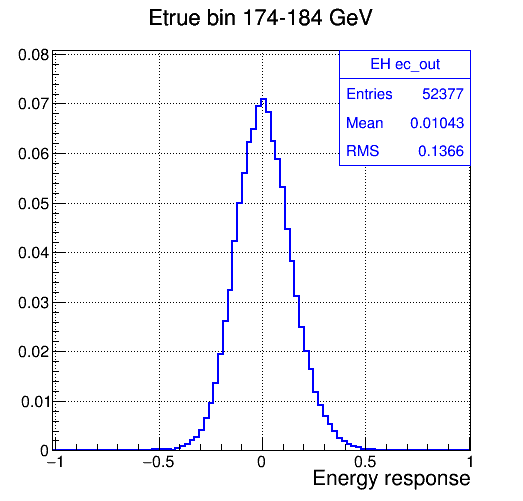 Etrue bin 174-184 GeV
EH ec_out
Entries 52377
Mean 0.01043
RMS 0.1366
0.08
0.07
0.06
0.05
0.04
0.03
0.02
0.01
0
−1 −0.5 0 0.5 1
Energy response